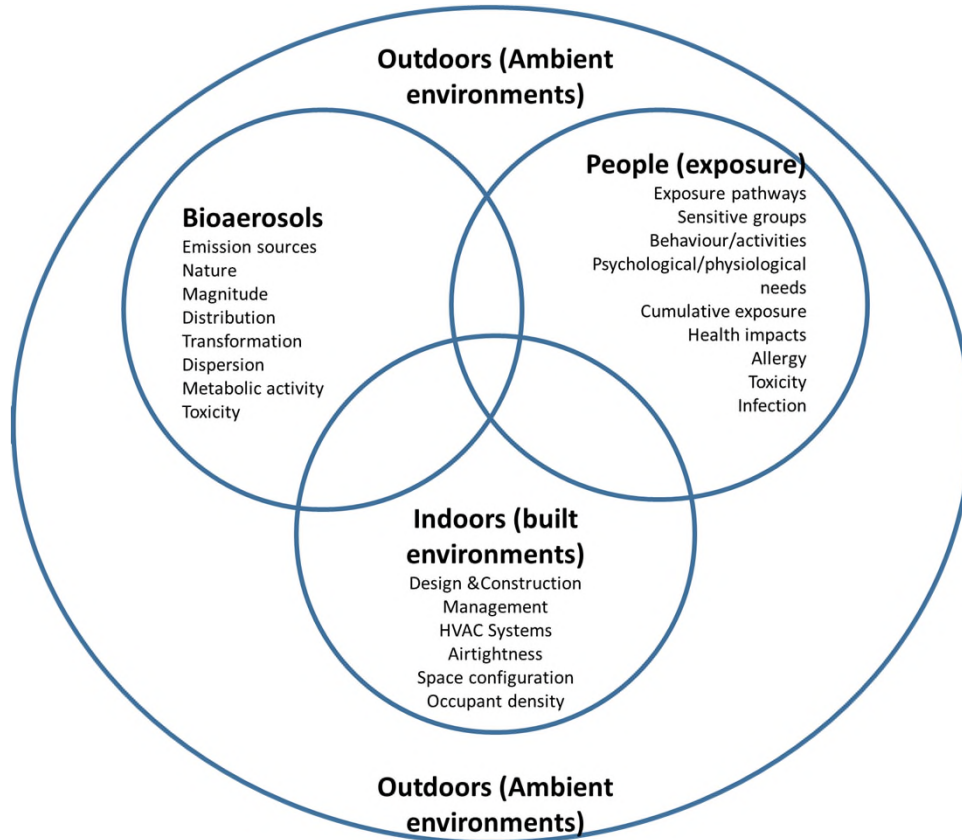 Outdoors (Ambient
environments)
Bioaerosols
Emission sources
Nature
Magnitude
Distribution
Transformation
Dispersion
Metabolic activity
Toxicity
People (exposure)
Exposure pathways
Sensitive groups
Behaviour/activities
Psychological/physiological
needs
Cumulative exposure
Health impacts
Allergy
Toxicity
Infection
Indoors (built
environments)
Design &Construction
Management
HVAC Systems
Airtightness
Space configuration
Occupant density
Outdoors (Ambient
environments)